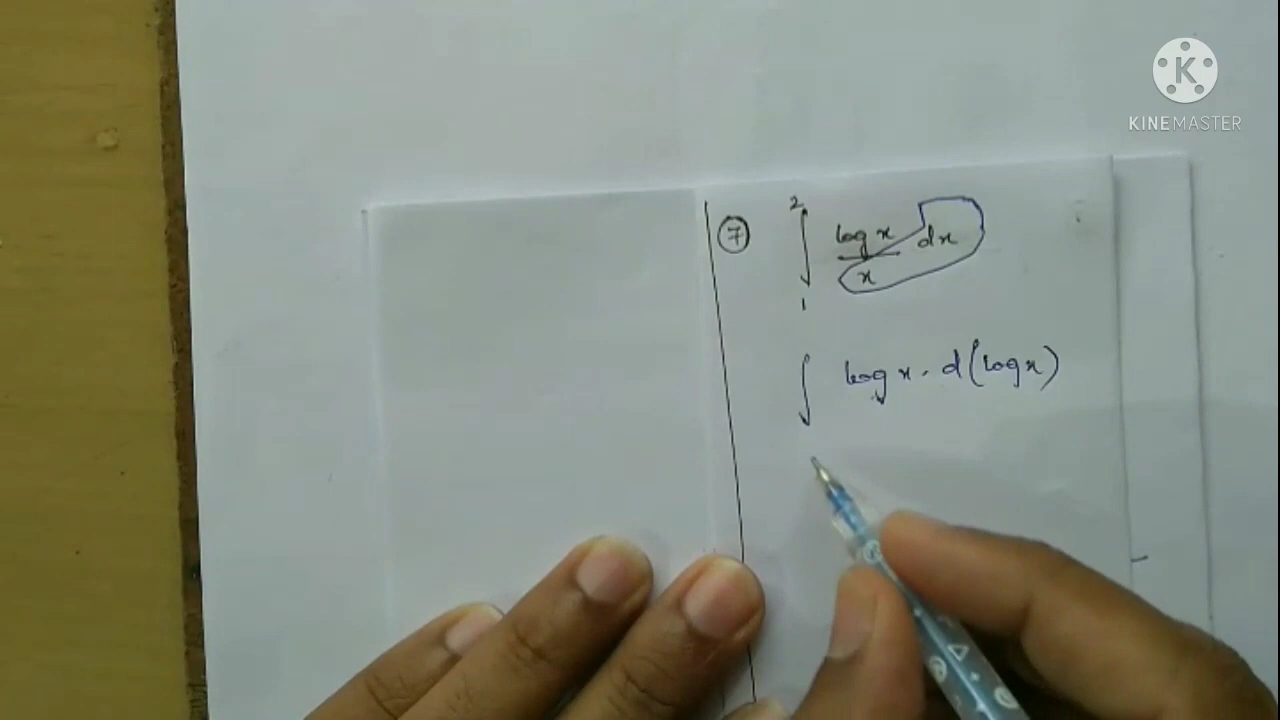 K
KINEMASTER
⑦ ∫₁² log x / x dx
∫ log x . d(log x)